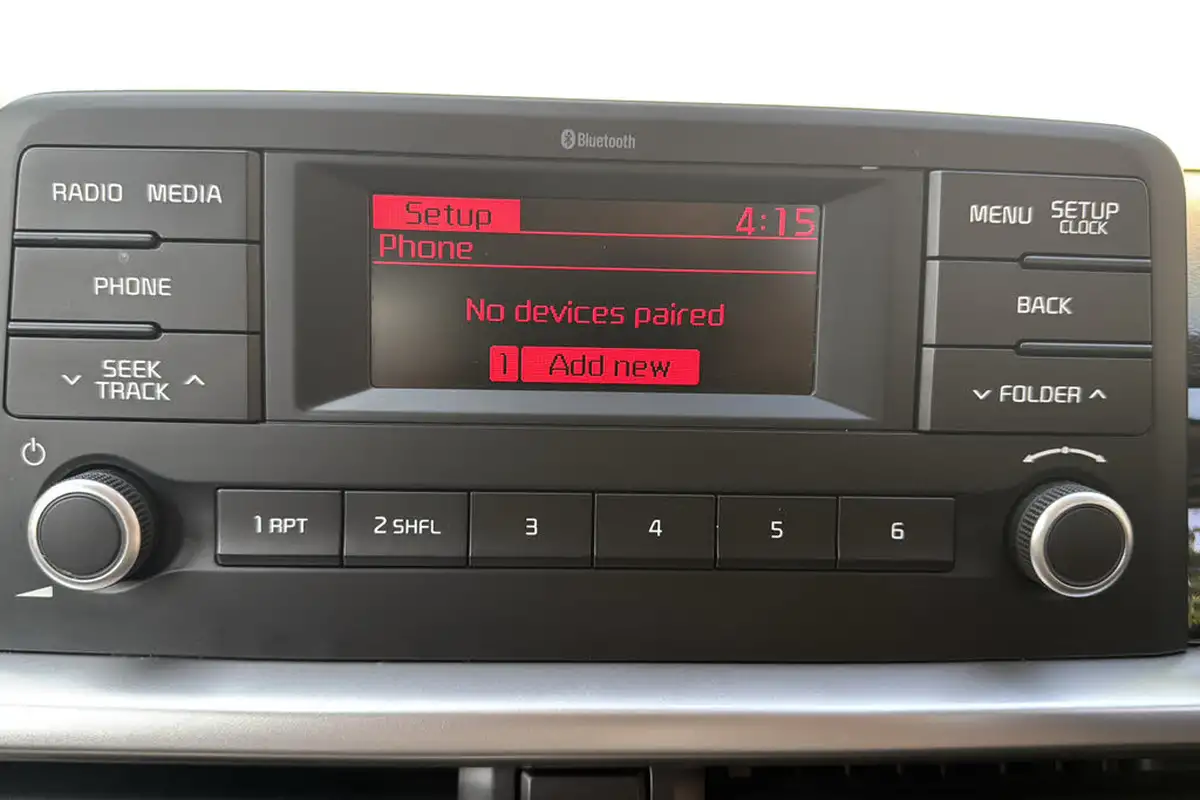 Bluetooth
RADIO MEDIA
PHONE
SEEK
TRACK
Setup 4:15
Phone
No devices paired
1 Add new
MENU SETUP
CLOCK
BACK
FOLDER
1 RPT 2 SHFL 3 4 5 6